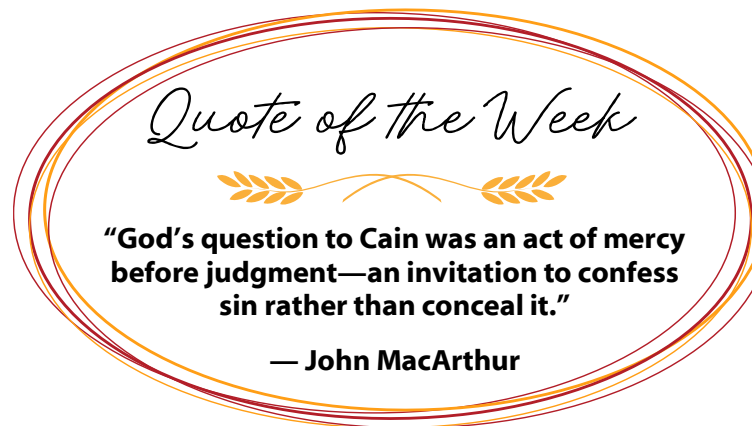 Quote of the Week
“God’s question to Cain was an act of mercy
before judgment—an invitation to confess
sin rather than conceal it.”
— John MacArthur